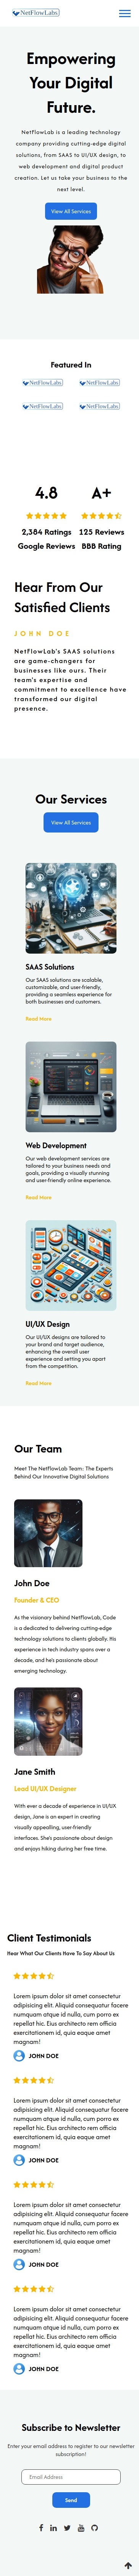 NetFlowLabs
Empowering
Your Digital
Future.
NetFlowLab is a leading technology
company providing cutting-edge digital
solutions, from SAAS to UI/UX design, to
web development and digital product
creation. Let us take your business to the
next level.
View All Services
Featured In
NetFlowLabs NetFlowLabs
NetFlowLabs NetFlowLabs
4.8 A+
2,384 Ratings 125 Reviews
Google Reviews BBB Rating
Hear From Our
Satisfied Clients
JOHN DOE
NetFlowLab's SAAS solutions
are game-changers for
businesses like ours. Their
team's expertise and
commitment to excellence have
transformed our digital
presence.
Our Services
View All Services
SAAS Solutions
Our SAAS solutions are scalable,
customizable, and user-friendly,
providing a seamless experience for
both businesses and customers.
Read More
Web Development
Our web development services are
tailored to your business needs and
goals, providing a visually stunning
and user-friendly online experience.
Read More
UI/UX Design
Our UI/UX designs are tailored to
your brand and target audience,
enhancing the overall user
experience and setting you apart
from the competition.
Read More
Our Team
Meet The NetFlowLab Team: The Experts
Behind Our Innovative Digital Solutions
John Doe
Founder & CEO
As the visionary behind NetFlowLab, Cade
is a dedicated to delivering cutting-edge
technology solutions to clients globally. His
experience in tech industry spans over a
decade, and he's passionate about
emerging technology.
Jane Smith
Lead UI/UX Designer
With ever a decade of experience in UI/UX
design, Jane is an expert in creating
visually appealling, user-friendly
interfaces. She's passionate about design
and enjoys hiking during her free time.
Client Testimonials
Hear What Our Clients Have To Say About Us
Lorem ipsum dolor sit amet consectetur
adipisicing elit. Aliquid consequatur facere
numquam atque id nulla, cum porro ex
repellat hic. Eius architecto rem officia
exercitationem id, quia eaque amet
magnam!
JOHN DOE
Lorem ipsum dolor sit amet consectetur
adipisicing elit. Aliquid consequatur facere
numquam atque id nulla, cum porro ex
repellat hic. Eius architecto rem officia
exercitationem id, quia eaque amet
magnam!
JOHN DOE
Lorem ipsum dolor sit amet consectetur
adipisicing elit. Aliquid consequatur facere
numquam atque id nulla, cum porro ex
repellat hic. Eius architecto rem officia
exercitationem id, quia eaque amet
magnam!
JOHN DOE
Lorem ipsum dolor sit amet consectetur
adipisicing elit. Aliquid consequatur facere
numquam atque id nulla, cum porro ex
repellat hic. Eius architecto rem officia
exercitationem id, quia eaque amet
magnam!
JOHN DOE
Subscribe to Newsletter
Enter your email address to register to our newsletter
subscription!
Email Address
Send